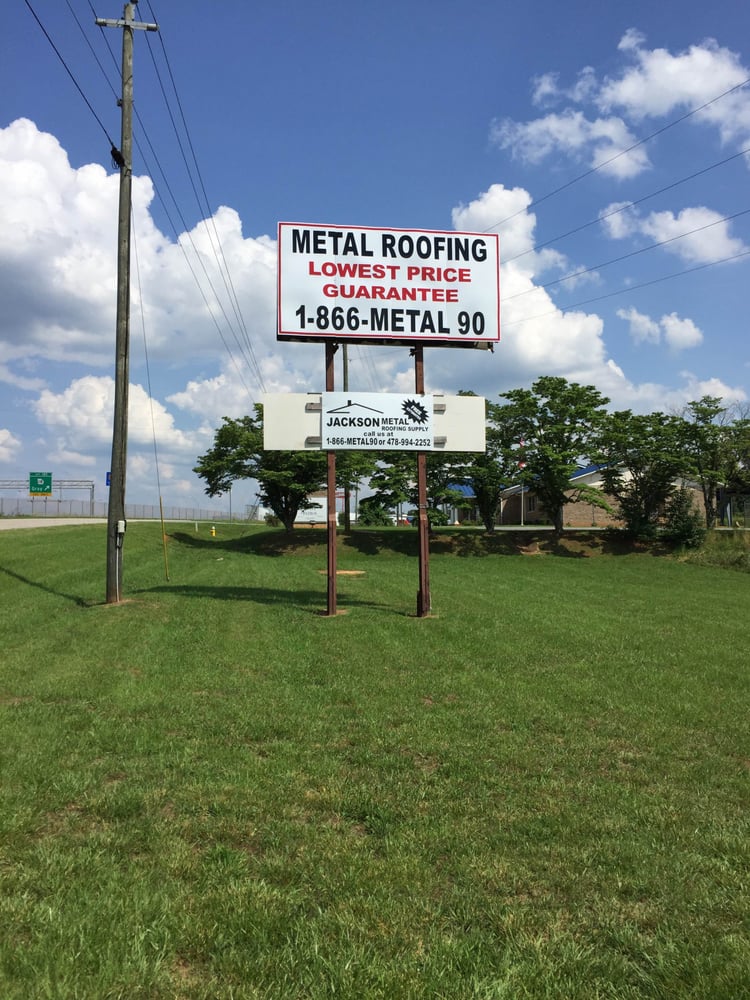 METAL ROOFING
LOWEST PRICE
GUARANTEE
1-866-METAL 90
JACKSON METAL
ROOFING SUPPLY
call us at
1-866-METAL90 or 478-994-2252